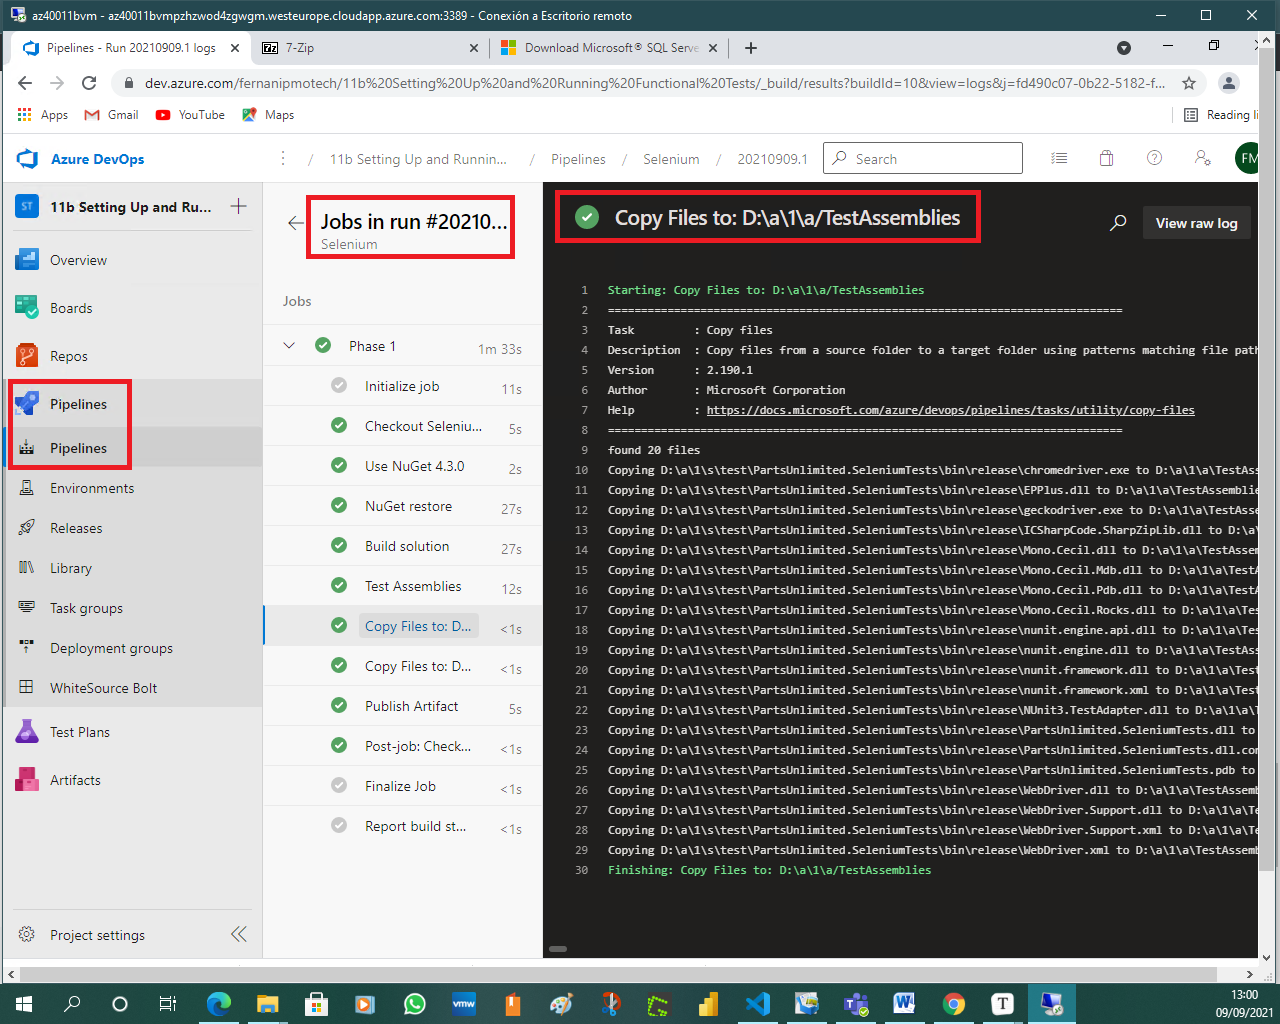 az40011bvm - az40011bvmpzhzwod4zgwgm.westeurope.cloudapp.azure.com:3389 - Conexión a Escritorio remoto
Pipelines - Run 20210909.1 logs
7-Zip
Download Microsoft® SQL Serve
dev.azure.com/fernanipmotech/11b%20Setting%20Up%20and%20Running%20Functional%20Tests/_build/results?buildId=10&view=logs&j=fd490c07-0b22-5182-f...
Apps
Gmail
YouTube
Maps
Reading li
Azure DevOps
/ 11b Setting Up and Runnin... / Pipelines / Selenium / 20210909.1
Search
FM
ST
11b Setting Up and Ru...
Overview
Boards
Repos
Pipelines
Pipelines
Environments
Releases
Library
Task groups
Deployment groups
WhiteSource Bolt
Test Plans
Artifacts
Project settings
Jobs in run #20210...
Selenium
Jobs
Phase 1 1m 33s
Initialize job 11s
Checkout Seleniu... 5s
Use NuGet 4.3.0 2s
NuGet restore 27s
Build solution 27s
Test Assemblies 12s
Copy Files to: D... <1s
Copy Files to: D... <1s
Publish Artifact 5s
Post-job: Check... <1s
Finalize Job <1s
Report build st... <1s
Copy Files to: D:\a\1\a/TestAssemblies
View raw log
1 Starting: Copy Files to: D:\a\1\a/TestAssemblies
2 ==============================================================================
3 Task : Copy files
4 Description : Copy files from a source folder to a target folder using patterns matching file path
5 Version : 2.190.1
6 Author : Microsoft Corporation
7 Help : https://docs.microsoft.com/azure/devops/pipelines/tasks/utility/copy-files
8 ==============================================================================
9 found 20 files
10 Copying D:\a\1\s\test\PartsUnlimited.SeleniumTests\bin\release\chromedriver.exe to D:\a\1\a\TestAss
11 Copying D:\a\1\s\test\PartsUnlimited.SeleniumTests\bin\release\EPPlus.dll to D:\a\1\a\TestAssemblie
12 Copying D:\a\1\s\test\PartsUnlimited.SeleniumTests\bin\release\geckodriver.exe to D:\a\1\a\TestAsse
13 Copying D:\a\1\s\test\PartsUnlimited.SeleniumTests\bin\release\ICSharpCode.SharpZipLib.dll to D:\a\
14 Copying D:\a\1\s\test\PartsUnlimited.SeleniumTests\bin\release\Mono.Cecil.dll to D:\a\1\a\TestAssem
15 Copying D:\a\1\s\test\PartsUnlimited.SeleniumTests\bin\release\Mono.Cecil.Mdb.dll to D:\a\1\a\TestA
16 Copying D:\a\1\s\test\PartsUnlimited.SeleniumTests\bin\release\Mono.Cecil.Pdb.dll to D:\a\1\a\TestA
17 Copying D:\a\1\s\test\PartsUnlimited.SeleniumTests\bin\release\Mono.Cecil.Rocks.dll to D:\a\1\a\Tes
18 Copying D:\a\1\s\test\PartsUnlimited.SeleniumTests\bin\release\nunit.engine.api.dll to D:\a\1\a\Tes
19 Copying D:\a\1\s\test\PartsUnlimited.SeleniumTests\bin\release\nunit.engine.dll to D:\a\1\a\TestAss
20 Copying D:\a\1\s\test\PartsUnlimited.SeleniumTests\bin\release\nunit.framework.dll to D:\a\1\a\Test
21 Copying D:\a\1\s\test\PartsUnlimited.SeleniumTests\bin\release\nunit.framework.xml to D:\a\1\a\Test
22 Copying D:\a\1\s\test\PartsUnlimited.SeleniumTests\bin\release\NUnit3.TestAdapter.dll to D:\a\1\a\T
23 Copying D:\a\1\s\test\PartsUnlimited.SeleniumTests\bin\release\PartsUnlimited.SeleniumTests.dll to
24 Copying D:\a\1\s\test\PartsUnlimited.SeleniumTests\bin\release\PartsUnlimited.SeleniumTests.dll.con
25 Copying D:\a\1\s\test\PartsUnlimited.SeleniumTests\bin\release\PartsUnlimited.SeleniumTests.pdb to
26 Copying D:\a\1\s\test\PartsUnlimited.SeleniumTests\bin\release\WebDriver.dll to D:\a\1\a\TestAssemb
27 Copying D:\a\1\s\test\PartsUnlimited.SeleniumTests\bin\release\WebDriver.Support.dll to D:\a\1\a\Te
28 Copying D:\a\1\s\test\PartsUnlimited.SeleniumTests\bin\release\WebDriver.Support.xml to D:\a\1\a\Te
29 Copying D:\a\1\s\test\PartsUnlimited.SeleniumTests\bin\release\WebDriver.xml to D:\a\1\a\TestAssemb
30 Finishing: Copy Files to: D:\a\1\a/TestAssemblies
vmw
T
13:00
09/09/2021